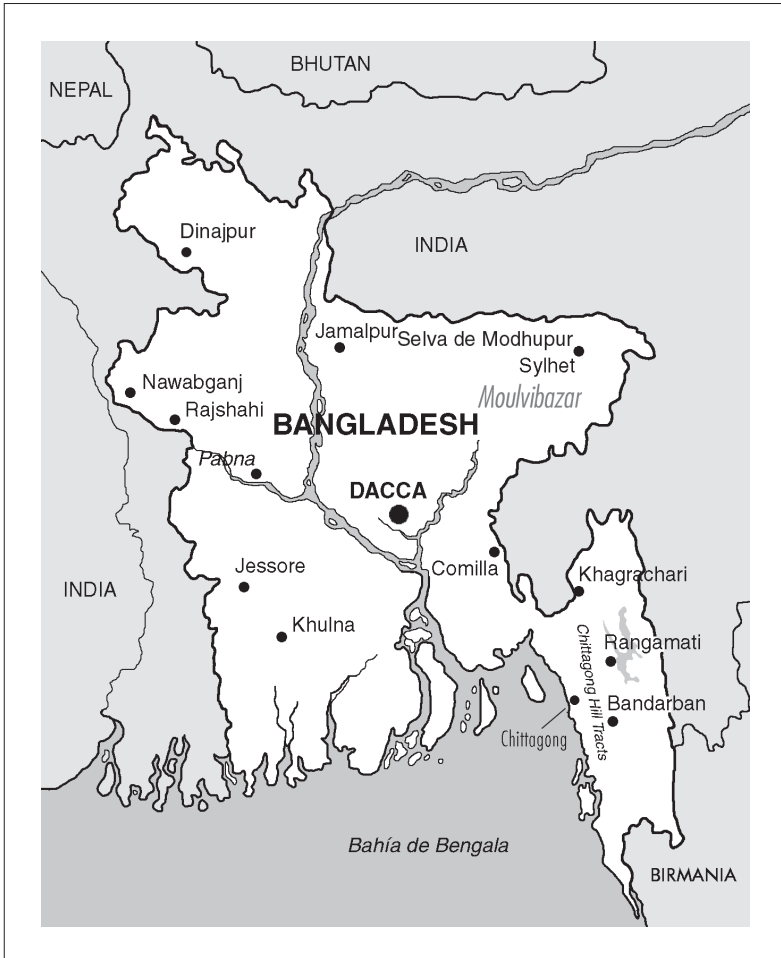 BHUTAN
NEPAL
Dinajpur
INDIA
Jamalpur
Selva de Modhupur
Sylhet
Nawabganj
Moulvibazar
Rajshahi
BANGLADESH
Pabna
DACCA
Jessore
Comilla
Khagrachari
INDIA
Khulna
Rangamati
Chittagong Hill Tracts
Bandarban
Chittagong
Bahía de Bengala
BIRMANIA